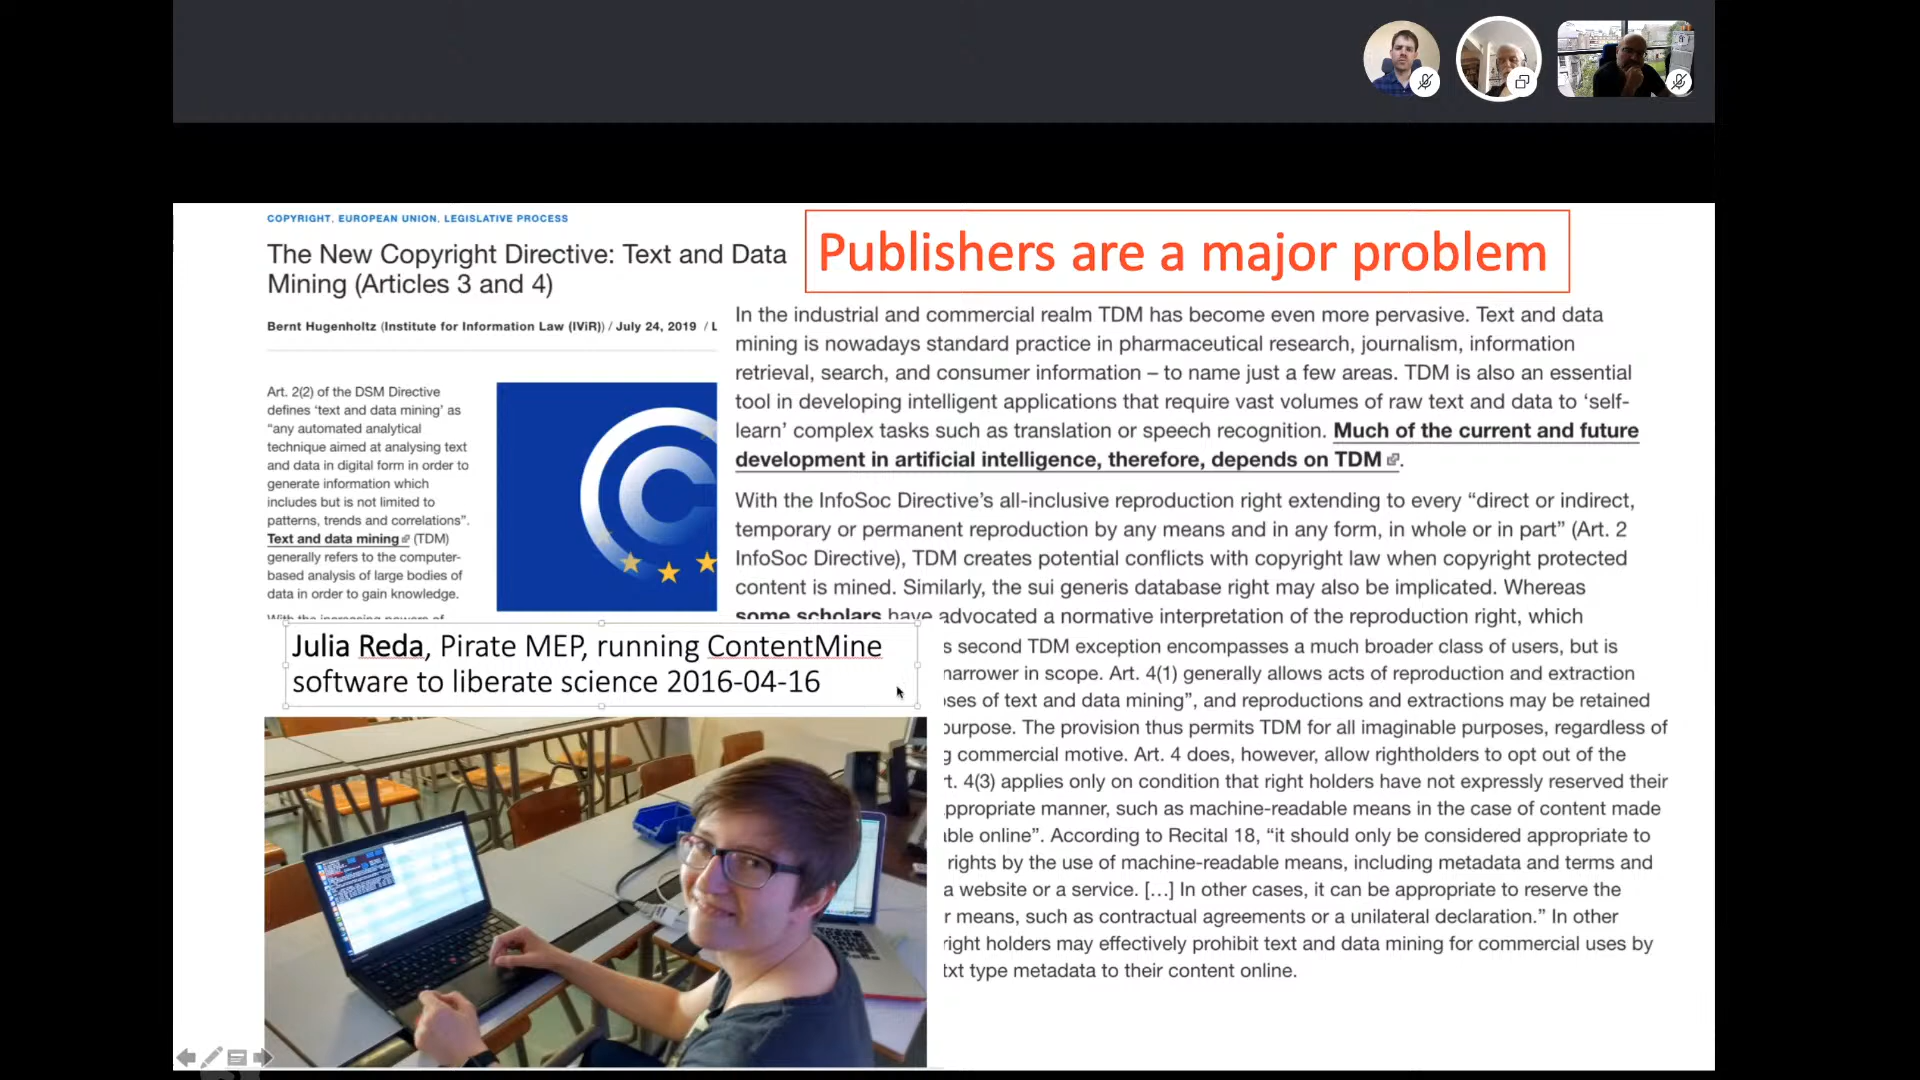 COPYRIGHT, EUROPEAN UNION, LEGISLATIVE PROCESS
The New Copyright Directive: Text and Data
Mining (Articles 3 and 4)
Bernt Hugenholtz (Institute for Information Law (IViR)) / July 24, 2019 / L
Art. 2(2) of the DSM Directive
defines ‘text and data mining’ as
“any automated analytical
technique aimed at analysing text
and data in digital form in order to
generate information which
includes but is not limited to
patterns, trends and correlations”.
Text and data mining (TDM)
generally refers to the computer-
based analysis of large bodies of
data in order to gain knowledge.
With the increasing powers of
Publishers are a major problem
In the industrial and commercial realm TDM has become even more pervasive. Text and data
mining is nowadays standard practice in pharmaceutical research, journalism, information
retrieval, search, and consumer information – to name just a few areas. TDM is also an essential
tool in developing intelligent applications that require vast volumes of raw text and data to ‘self-
learn’ complex tasks such as translation or speech recognition. Much of the current and future
development in artificial intelligence, therefore, depends on TDM.
With the InfoSoc Directive’s all-inclusive reproduction right extending to every “direct or indirect,
temporary or permanent reproduction by any means and in any form, in whole or in part” (Art. 2
InfoSoc Directive), TDM creates potential conflicts with copyright law when copyright protected
content is mined. Similarly, the sui generis database right may also be implicated. Whereas
some scholars have advocated a normative interpretation of the reproduction right, which
s second TDM exception encompasses a much broader class of users, but is
narrower in scope. Art. 4(1) generally allows acts of reproduction and extraction
oses of text and data mining”, and reproductions and extractions may be retained
purpose. The provision thus permits TDM for all imaginable purposes, regardless of
g commercial motive. Art. 4 does, however, allow rightholders to opt out of the
rt. 4(3) applies only on condition that right holders have not expressly reserved their
appropriate manner, such as machine-readable means in the case of content made
able online”. According to Recital 18, “it should only be considered appropriate to
rights by the use of machine-readable means, including metadata and terms and
a website or a service. […] In other cases, it can be appropriate to reserve the
r means, such as contractual agreements or a unilateral declaration.” In other
right holders may effectively prohibit text and data mining for commercial uses by
txt type metadata to their content online.
Julia Reda, Pirate MEP, running ContentMine
software to liberate science 2016-04-16